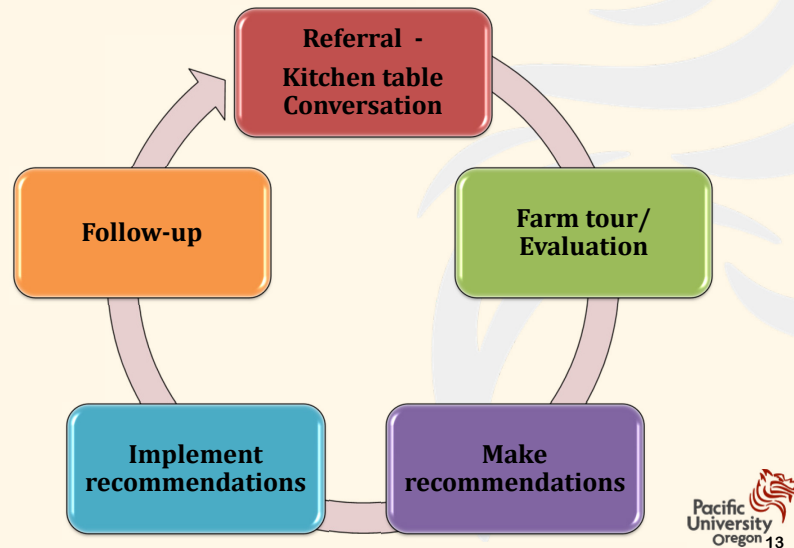 Referral -
Kitchen table
Conversation
Farm tour/
Evaluation
Make
recommendations
Implement
recommendations
Follow-up
Pacific
University
Oregon 13